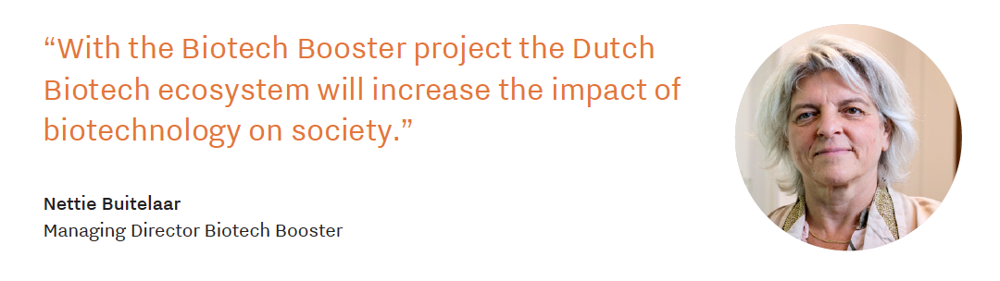 “With the Biotech Booster project the Dutch
Biotech ecosystem will increase the impact of
biotechnology on society.”
Nettie Buitelaar
Managing Director Biotech Booster